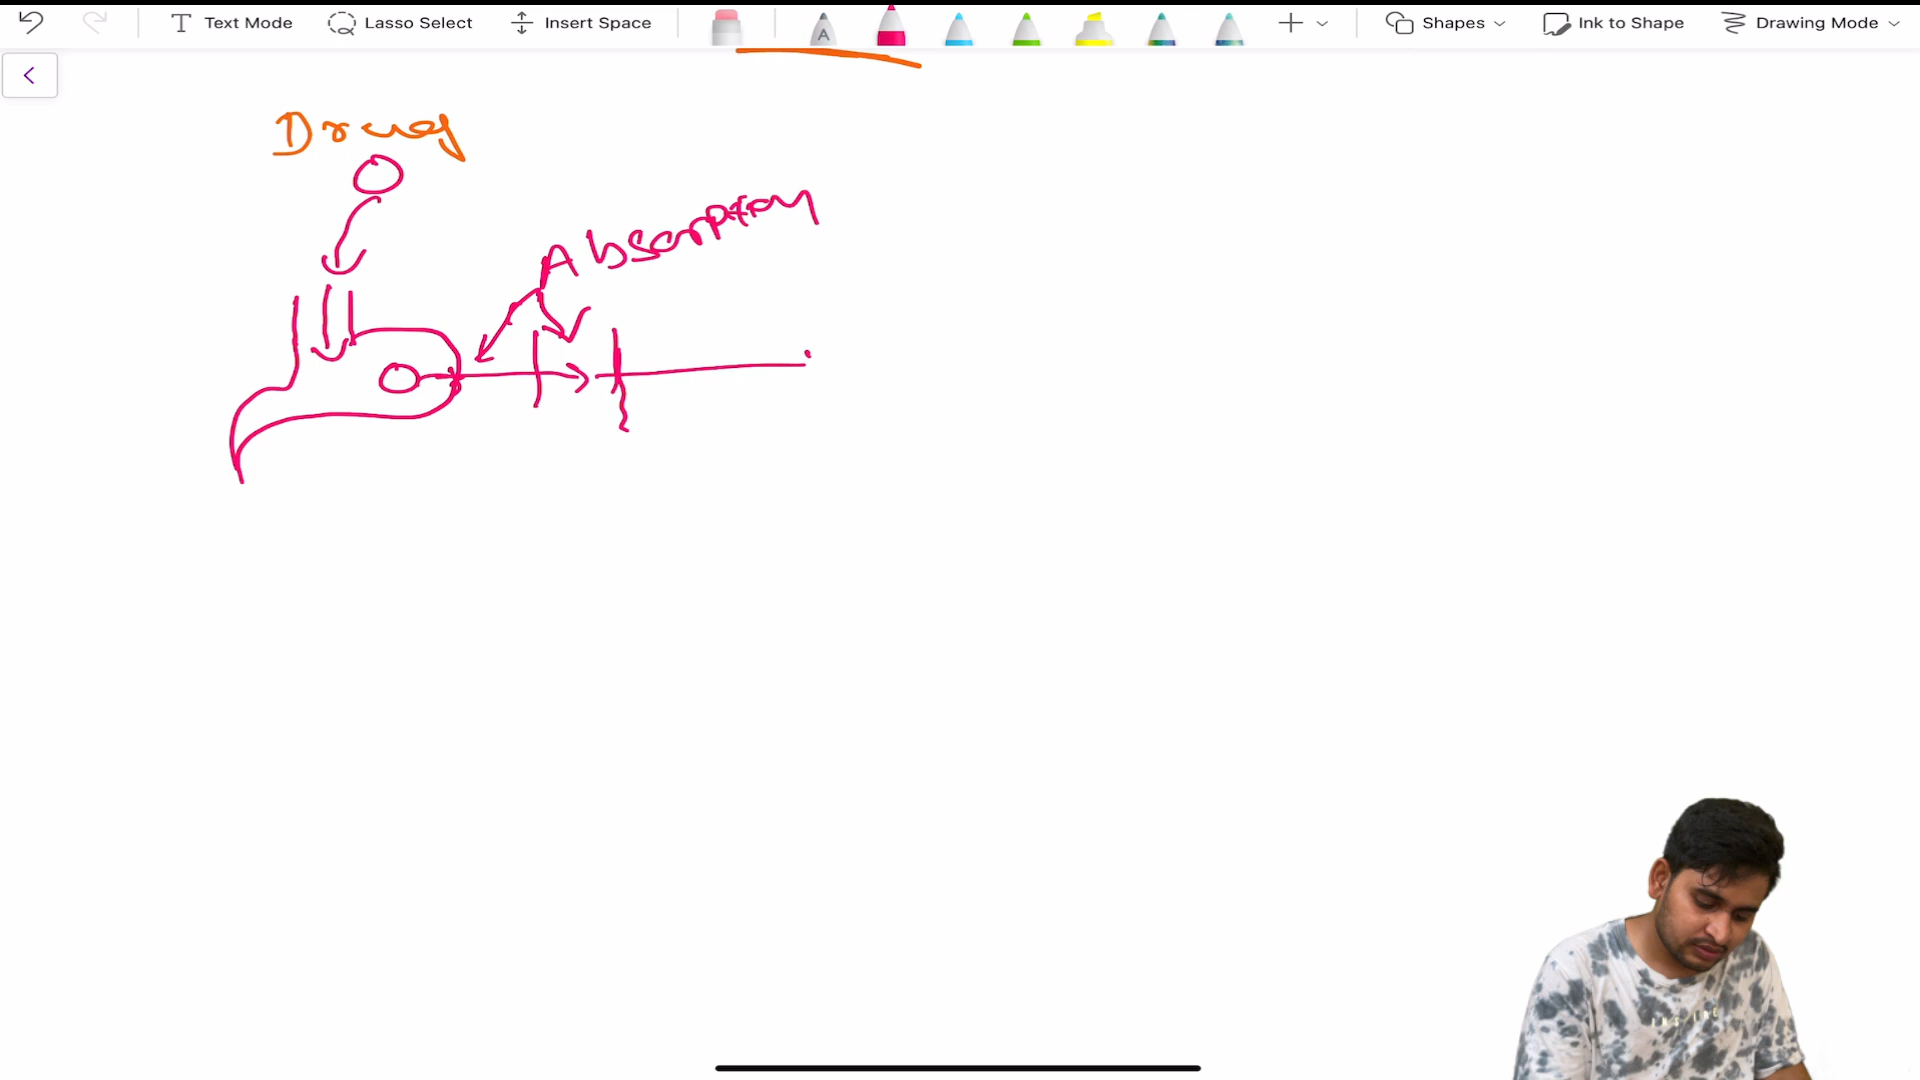 Text Mode Lasso Select Insert Space A Shapes Ink to Shape Drawing Mode
Drug
Absorption